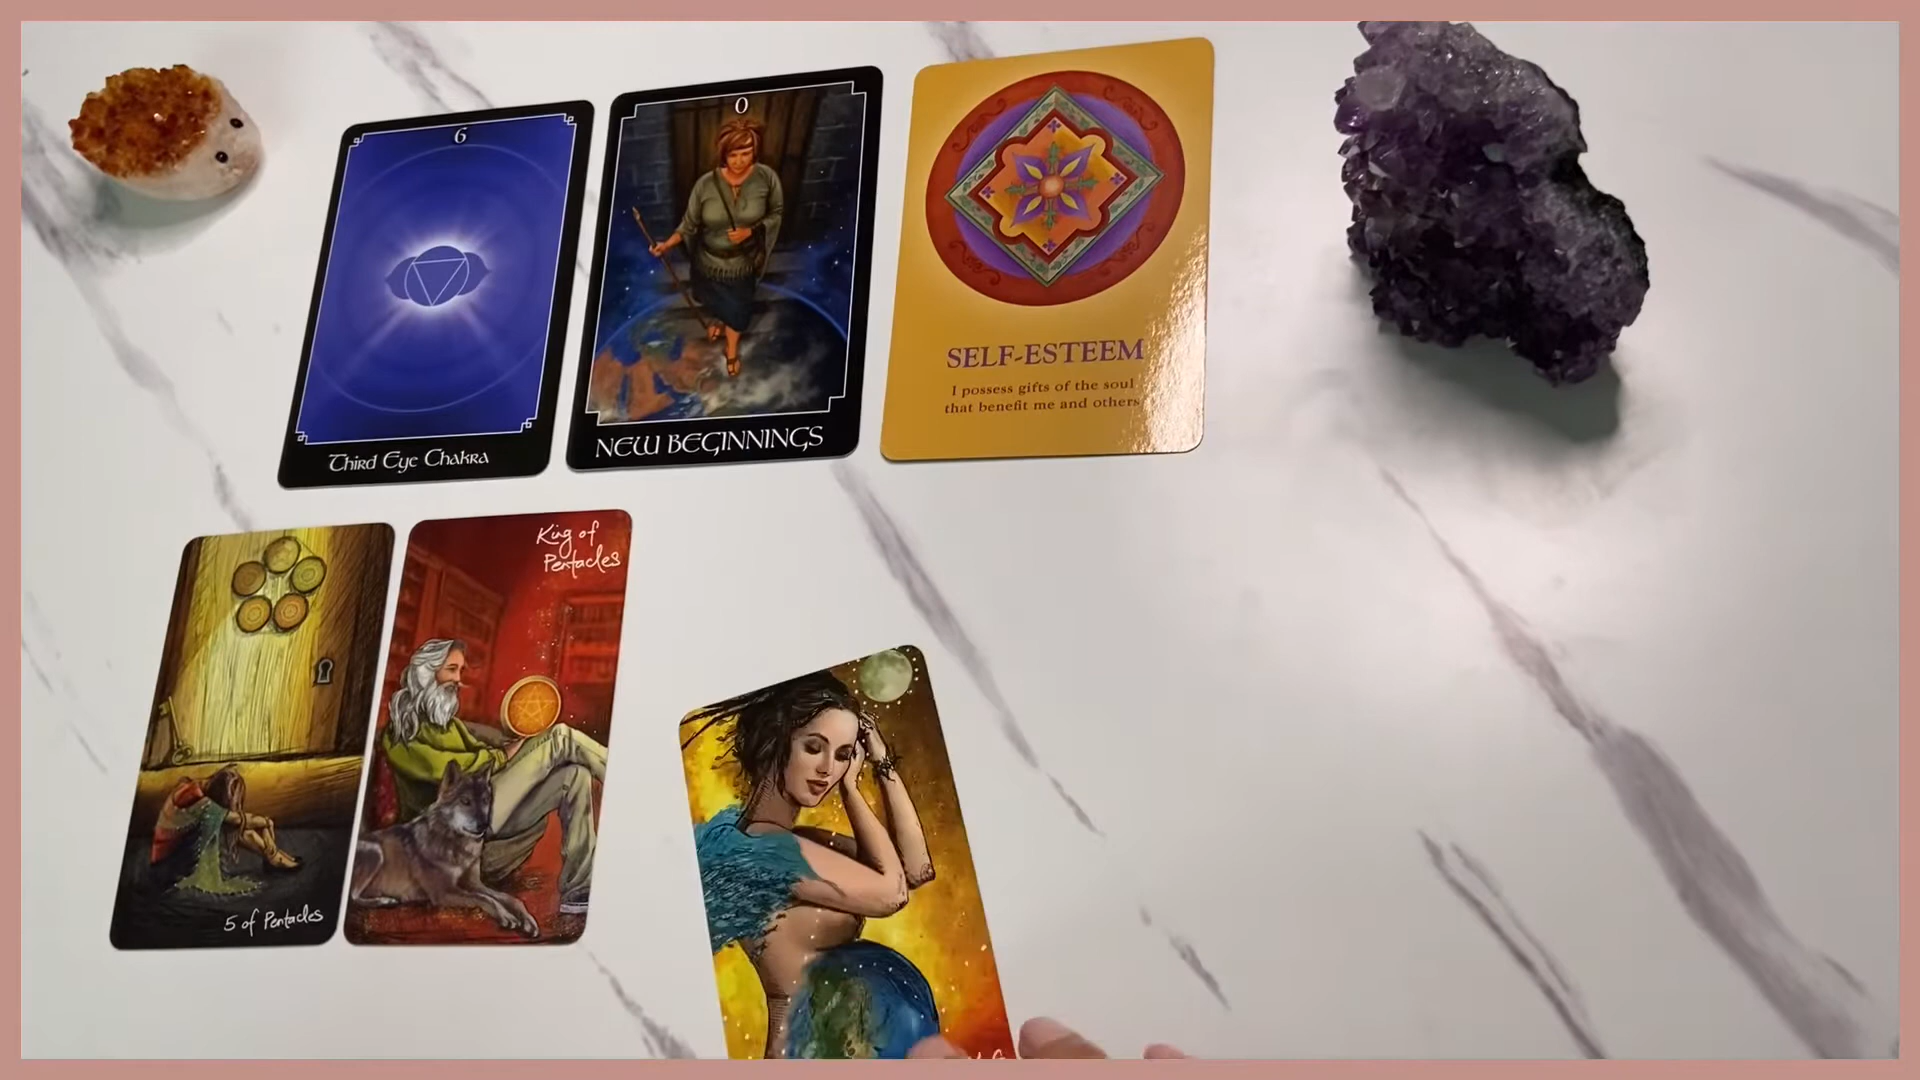 6
Third Eye Chakra
0
NEW BEGINNINGS
SELF-ESTEEM
I possess gifts of the soul
that benefit me and others
King of
Pentacles
5 of Pentacles